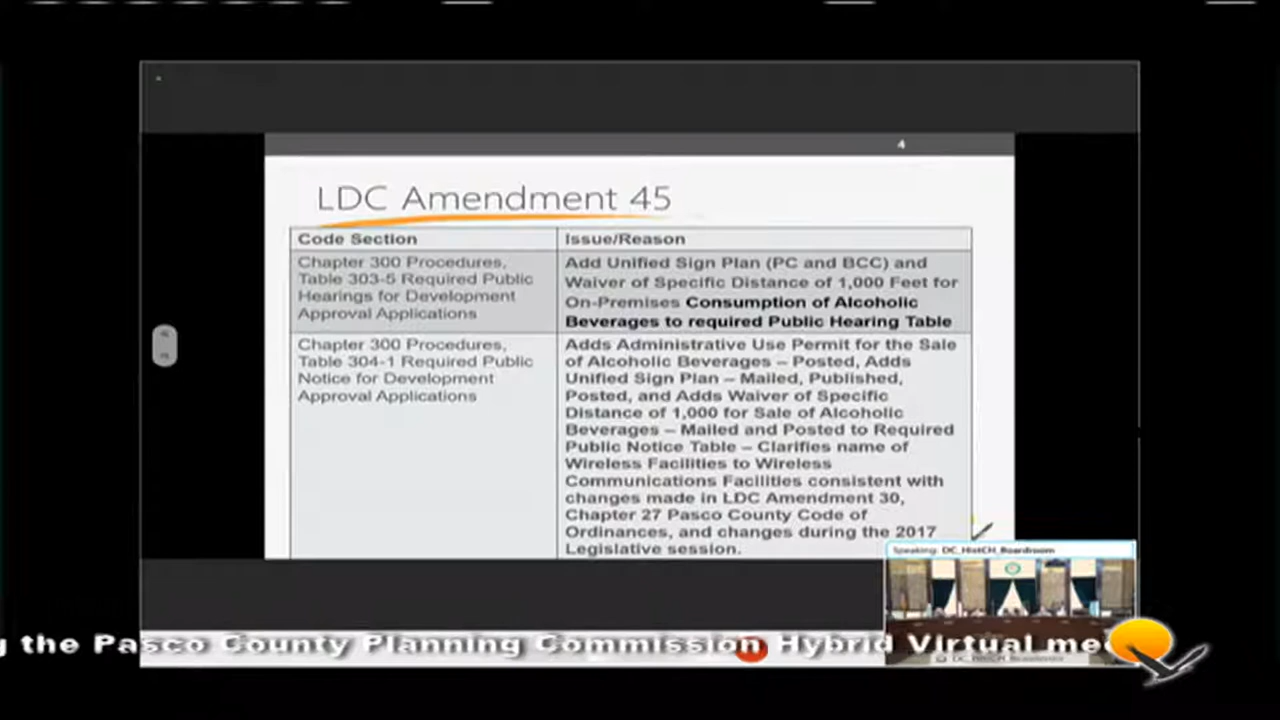 4
LDC Amendment 45
Code Section
Issue/Reason
Chapter 300 Procedures,
Table 303-5 Required Public
Hearings for Development
Approval Applications
Add Unified Sign Plan (PC and BCC) and
Waiver of Specific Distance of 1,000 Feet for
On-Premises Consumption of Alcoholic
Beverages to required Public Hearing Table
Chapter 300 Procedures,
Table 304-1 Required Public
Notice for Development
Approval Applications
Adds Administrative Use Permit for the Sale
of Alcoholic Beverages – Posted, Adds
Unified Sign Plan – Mailed, Published,
Posted, and Adds Waiver of Specific
Distance of 1,000 for Sale of Alcoholic
Beverages – Mailed and Posted to Required
Public Notice Table – Clarifies name of
Wireless Facilities to Wireless
Communications Facilities consistent with
changes made in LDC Amendment 30,
Chapter 27 Pasco County Code of
Ordinances, and changes during the 2017
Legislative session.
Speaking: DC_HistCH_Boardroom
g the Pasco County Planning Commission Hybrid Virtual mee